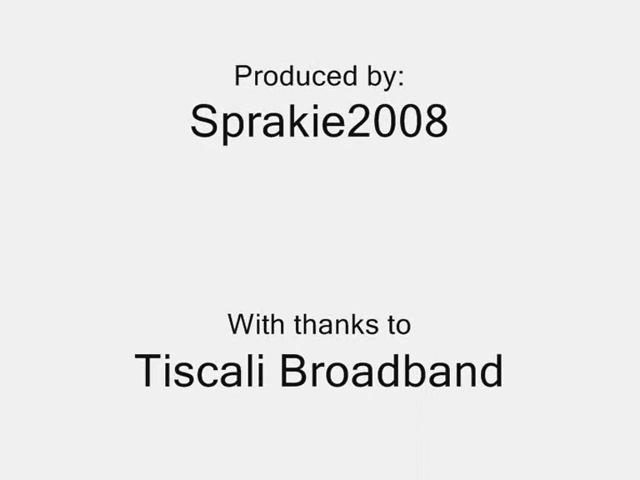 Produced by:
Sprakie2008
With thanks to
Tiscali Broadband